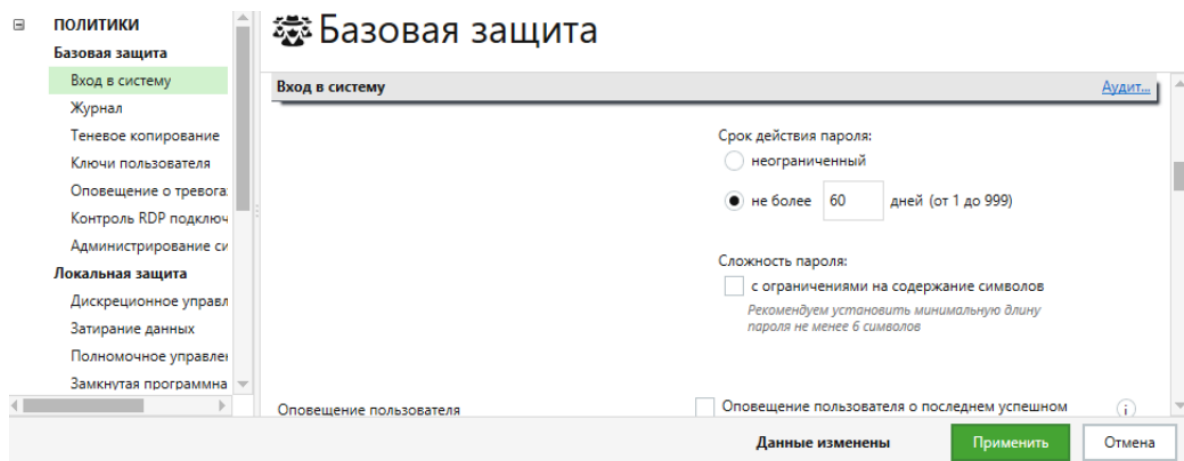 ПОЛИТИКИ
Базовая защита
Вход в систему
Журнал
Теневое копирование
Ключи пользователя
Оповещение о тревога
Контроль RDP подключ
Администрирование си
Локальная защита
Дискреционное управл
Затирание данных
Полномочное управлен
Замкнутая программна
Базовая защита
Вход в систему
Аудит...
Срок действия пароля:
неограниченный
не более 60 дней (от 1 до 999)
Сложность пароля:
с ограничениями на содержание символов
Рекомендуем установить минимальную длину
пароля не менее 6 символов
Оповещение пользователя
Оповещение пользователя о последнем успешном
Данные изменены
Применить
Отмена